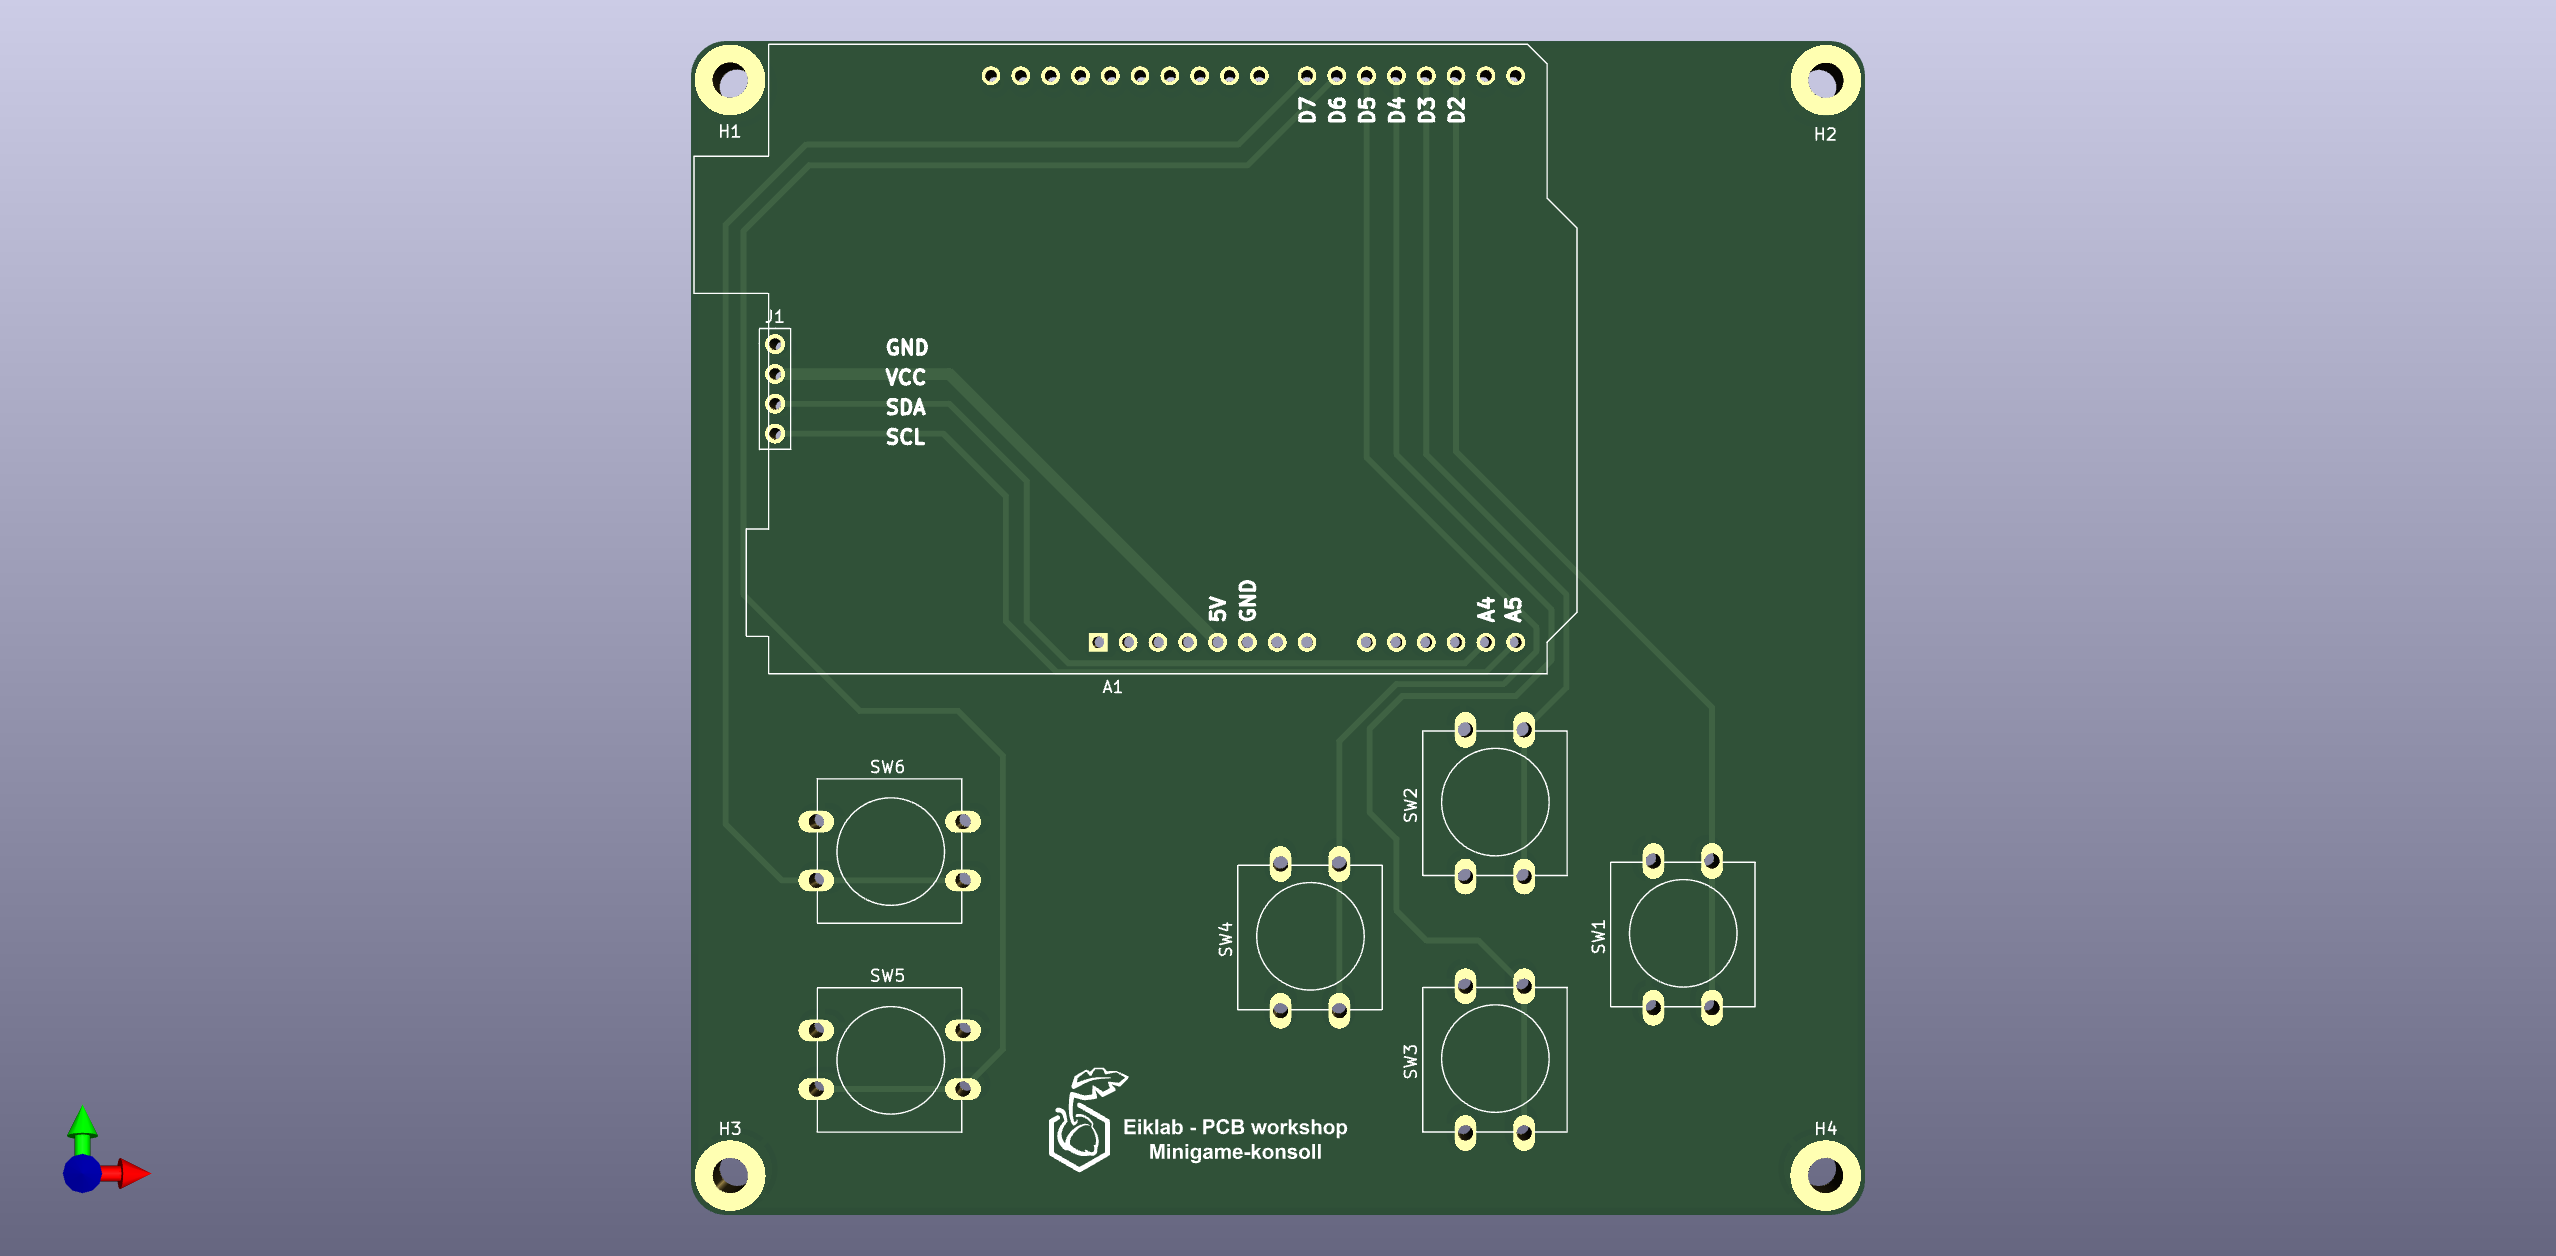 H1
H2
D7
D6
D5
D4
D3
D2
J1
GND
VCC
SDA
SCL
5V
GND
A4
A5
A1
SW6
SW2
SW4
SW1
SW5
SW3
H3
H4
Eiklab - PCB workshop
Minigame-konsoll